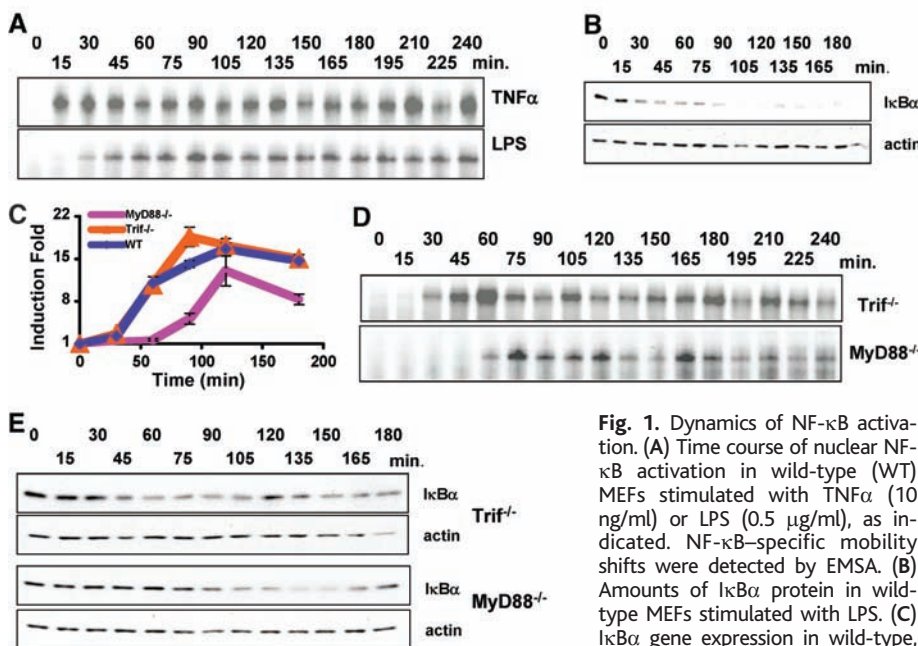 A
0 30 60 90 120 150 180 210 240
15 45 75 105 135 165 195 225 min.
TNFα
LPS
B
0 30 60 90 120 150 180
15 45 75 105 135 165 min.
IκBα
actin
C
Induction Fold
22
15
8
1
MyD88-/-
Trif-/-
WT
0 50 100 150 200
Time (min)
D
0 30 60 90 120 150 180 210 240
15 45 75 105 135 165 195 225 min.
Trif-/-
MyD88-/-
E
0 30 60 90 120 150 180
15 45 75 105 135 165 min.
IκBα
Trif-/-
actin
IκBα
MyD88-/-
actin
Fig. 1. Dynamics of NF-κB activa-
tion. (A) Time course of nuclear NF-
κB activation in wild-type (WT)
MEFs stimulated with TNFα (10
ng/ml) or LPS (0.5 μg/ml), as in-
dicated. NF-κB–specific mobility
shifts were detected by EMSA. (B)
Amounts of IκBα protein in wild-
type MEFs stimulated with LPS. (C)
IκBα gene expression in wild-type,